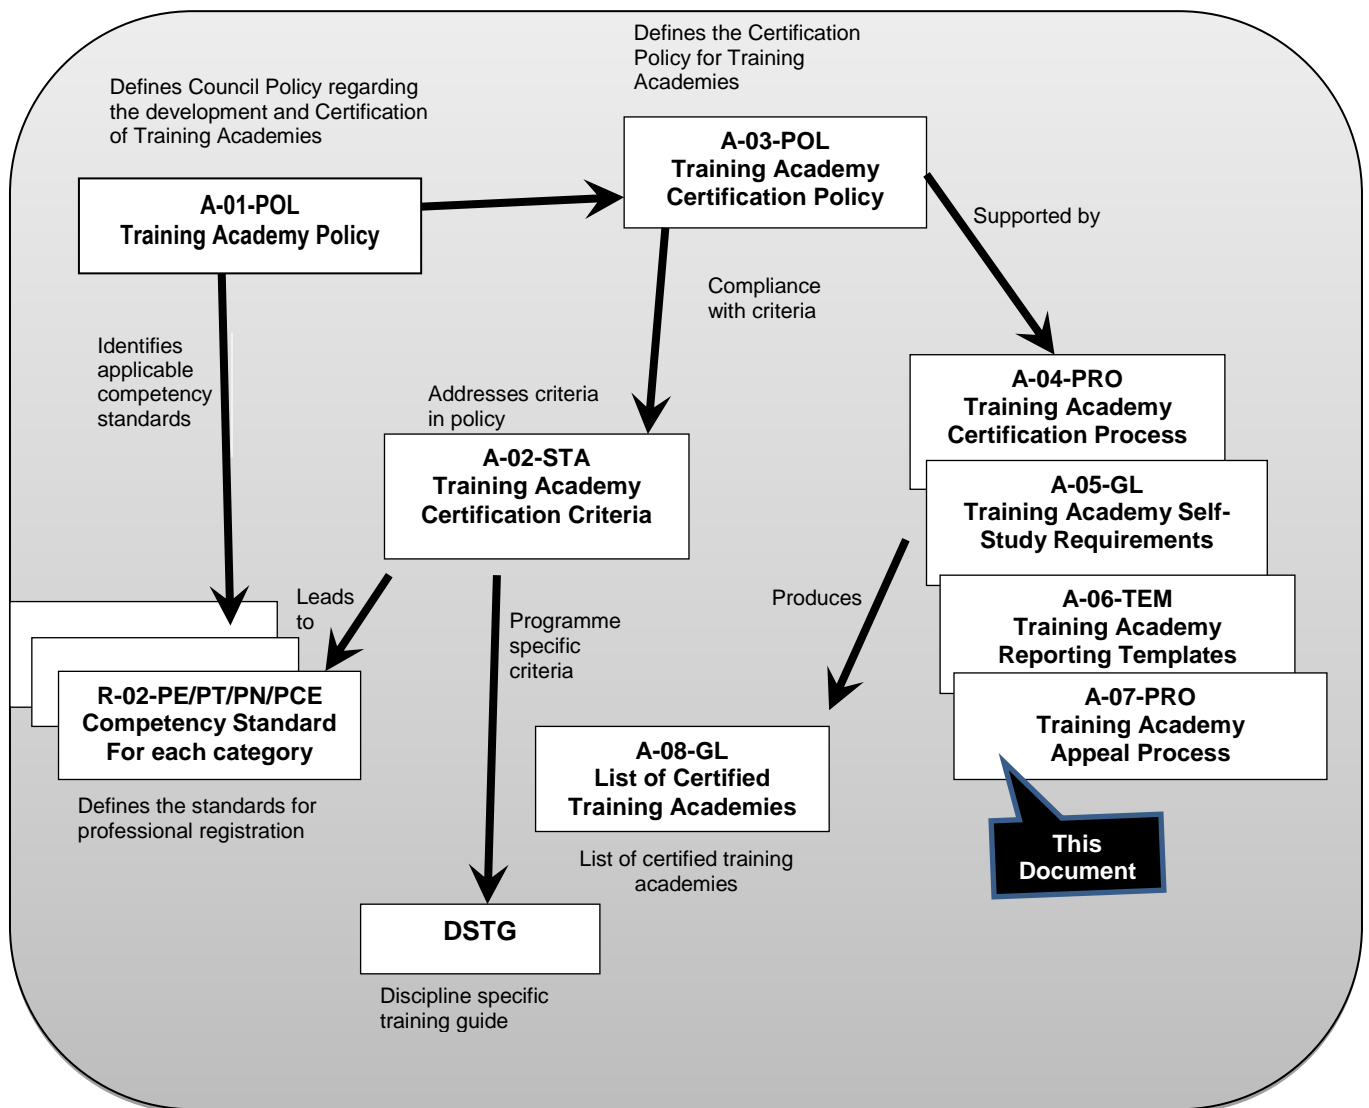 Defines the Certification
Policy for Training
Academies
Defines Council Policy regarding
the development and Certification
of Training Academies
A-03-POL
Training Academy
Certification Policy
A-01-POL
Training Academy Policy
Supported by
Compliance
with criteria
Identifies
applicable
competency
standards
A-04-PRO
Training Academy
Certification Process
Addresses criteria
in policy
A-02-STA
Training Academy
Certification Criteria
A-05-GL
Training Academy Self-
Study Requirements
Leads
to
Programme
specific
criteria
Produces
A-06-TEM
Training Academy
Reporting Templates
R-02-PE/PT/PN/PCE
Competency Standard
For each category
A-07-PRO
Training Academy
Appeal Process
A-08-GL
List of Certified
Training Academies
Defines the standards for
professional registration
This
Document
List of certified training
academies
DSTG
Discipline specific
training guide